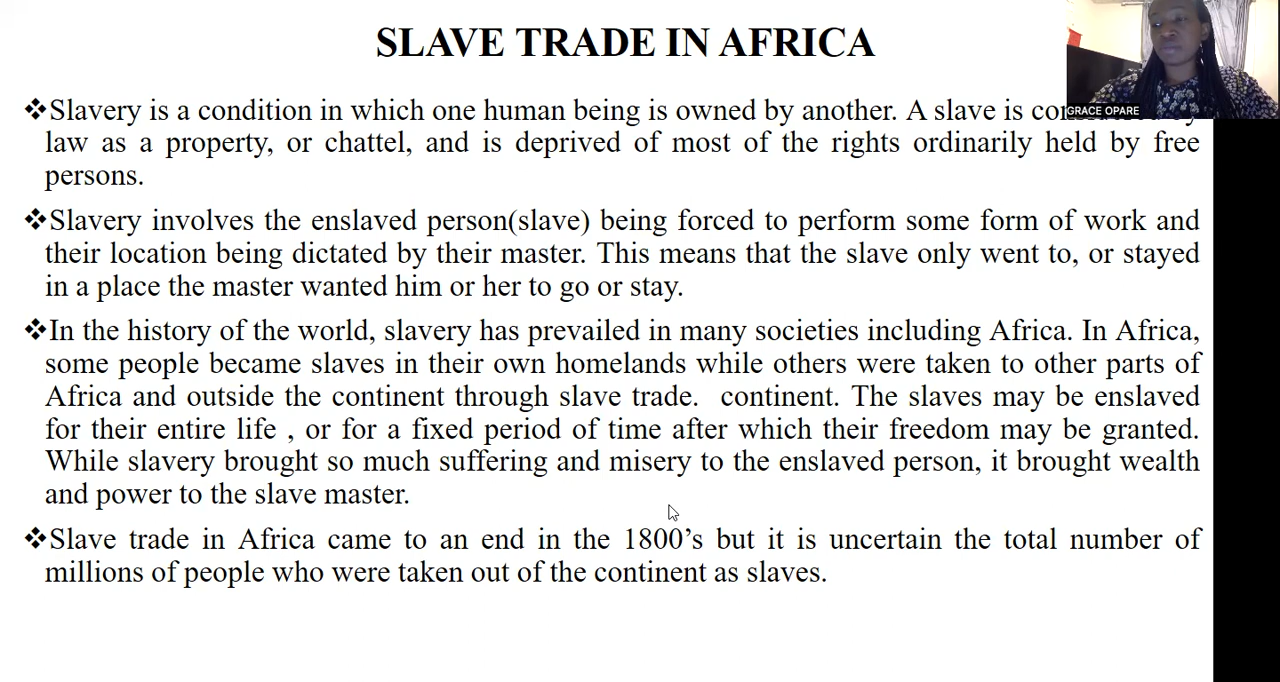 SLAVE TRADE IN AFRICA
GRACE OPARE
❖Slavery is a condition in which one human being is owned by another. A slave is by
law as a property, or chattel, and is deprived of most of the rights ordinarily held by free
persons.
❖Slavery involves the enslaved person(slave) being forced to perform some form of work and
their location being dictated by their master. This means that the slave only went to, or stayed
in a place the master wanted him or her to go or stay.
❖In the history of the world, slavery has prevailed in many societies including Africa. In Africa,
some people became slaves in their own homelands while others were taken to other parts of
Africa and outside the continent through slave trade.  continent. The slaves may be enslaved
for their entire life , or for a fixed period of time after which their freedom may be granted.
While slavery brought so much suffering and misery to the enslaved person, it brought wealth
and power to the slave master.
❖Slave trade in Africa came to an end in the 1800’s but it is uncertain the total number of
millions of people who were taken out of the continent as slaves.